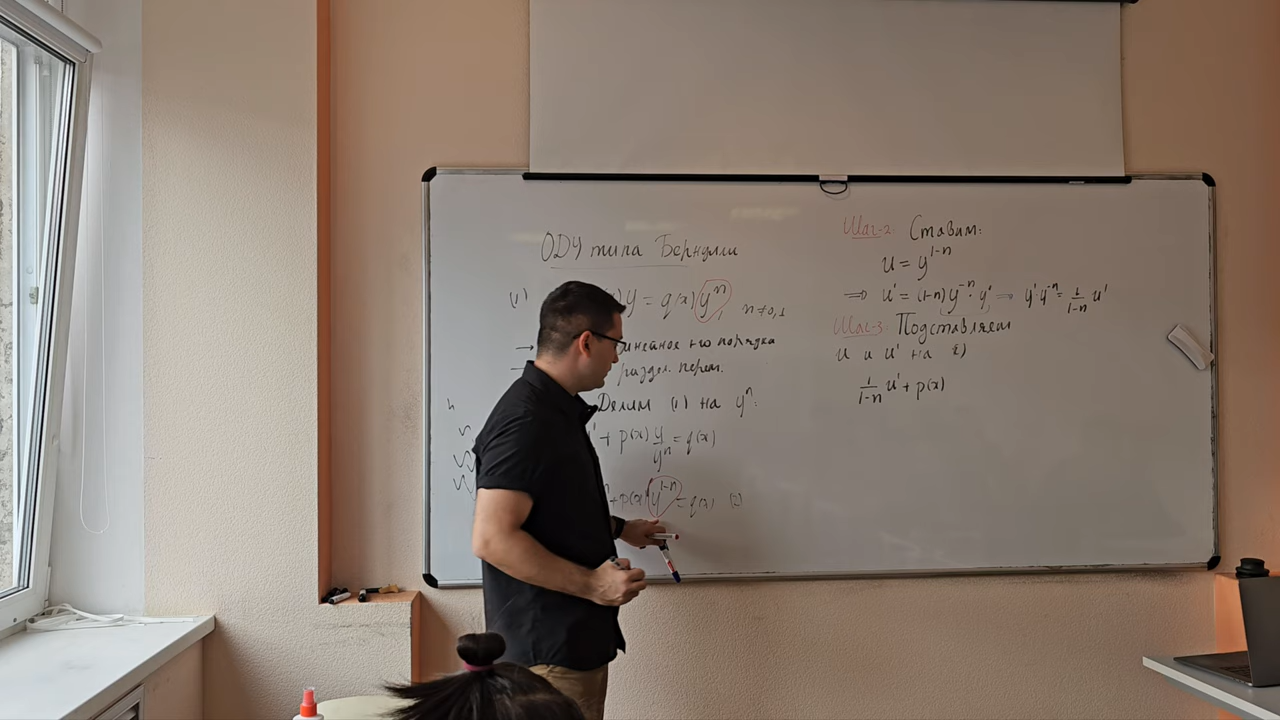 ОДУ типа Бернулли
(1) y = q(x) yⁿ, n ≠ 0,1
→ линейное 1-го порядка
раздел. перем.
Делим (1) на yⁿ:
+ p(x) y/yⁿ = q(x)
+ p(x) y¹⁻ⁿ = q(x) (2)
Шаг-2: Ставим:
u = y¹⁻ⁿ
⇒ u' = (1-n) y⁻ⁿ · y' ⇒ y' y⁻ⁿ = 1/(1-n) u'
Шаг-3: Подставляем
u и u' на 2)
1/(1-n) u' + p(x)